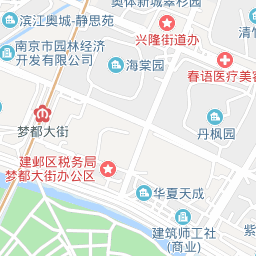 滨江奥城-静思苑
奥体新城翠杉园
兴隆街道办
清竹
南京市园林经济
开发有限公司
海棠园
春语医疗美容
丹枫园
梦都大街
建邺区税务局
梦都大街办公区
华夏天成
建筑师工社
(商业)